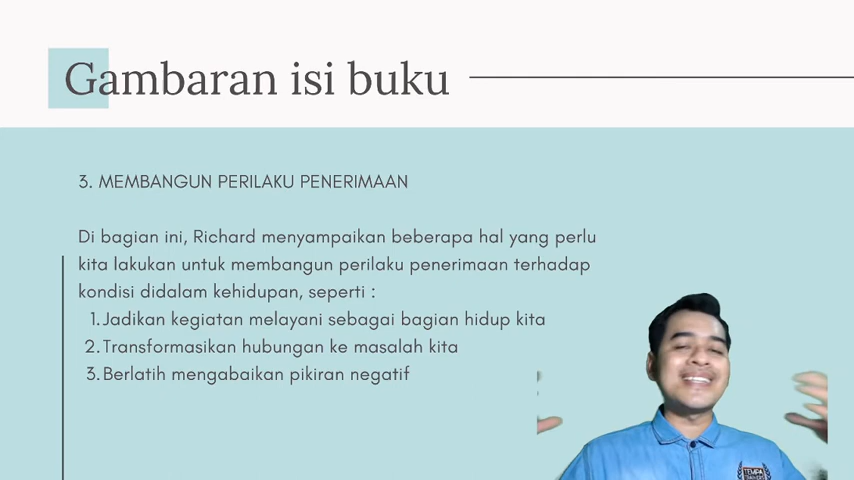 Gambaran isi buku
3. MEMBANGUN PERILAKU PENERIMAAN
Di bagian ini, Richard menyampaikan beberapa hal yang perlu
kita lakukan untuk membangun perilaku penerimaan terhadap
kondisi didalam kehidupan, seperti :
1. Jadikan kegiatan melayani sebagai bagian hidup kita
2. Transformasikan hubungan ke masalah kita
3. Berlatih mengabaikan pikiran negatif
TEMPA